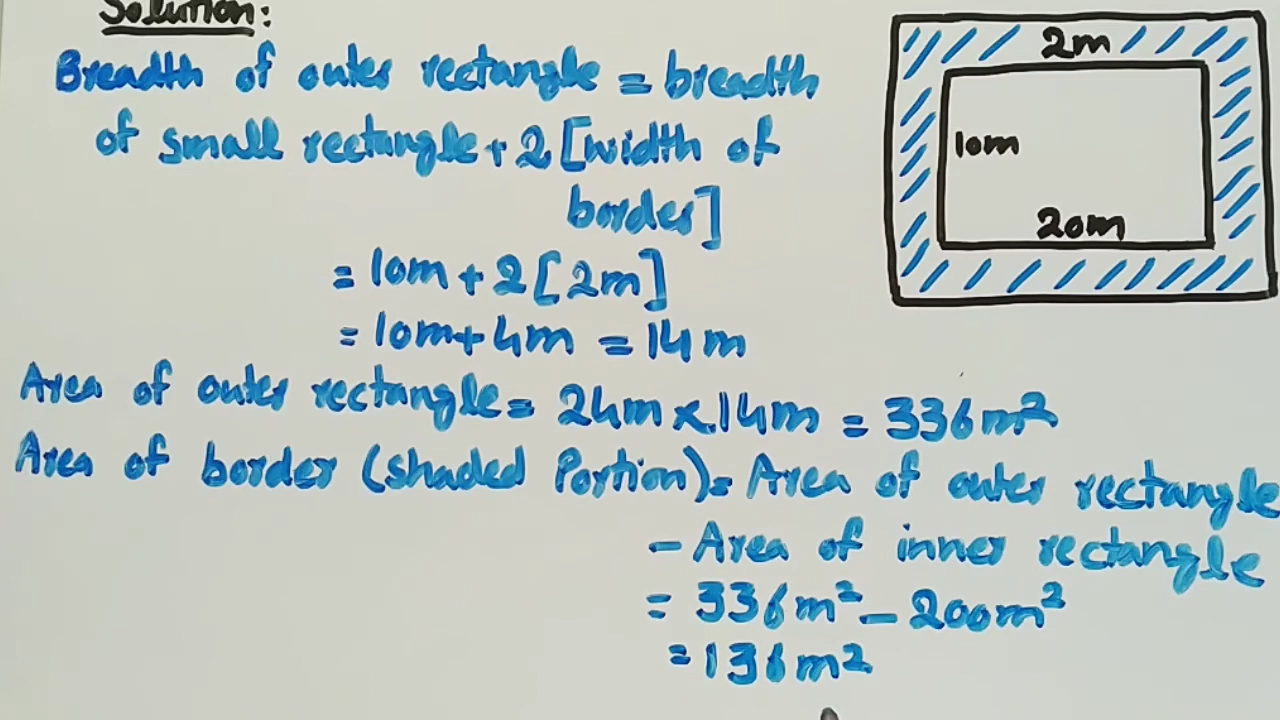 Solution:
Breadth of outer rectangle = breadth
of small rectangle + 2 [width of
border]
= 10m + 2 [2m]
= 10m + 4m = 14m
Area of outer rectangle = 24m x 14m = 336m²
Area of border (shaded Portion) = Area of outer rectangle
- Area of inner rectangle
= 336m² - 200m²
= 136m²
2m
10m
20m